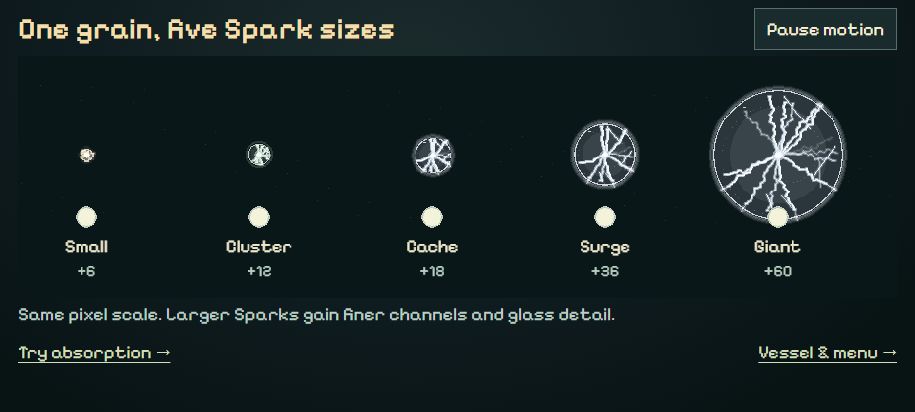 One grain, five Spark sizes
Pause motion
Small
Cluster
Cache
Surge
Giant
+6
+12
+18
+36
+60
Same pixel scale. Larger Sparks gain finer channels and glass detail.
Try absorption →
Vessel & menu →